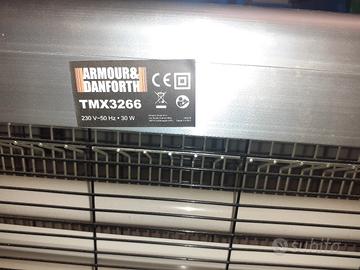 ARMOUR&
DANFORTH
TMX3266
230 V~50 Hz • 30 W
CE
subito